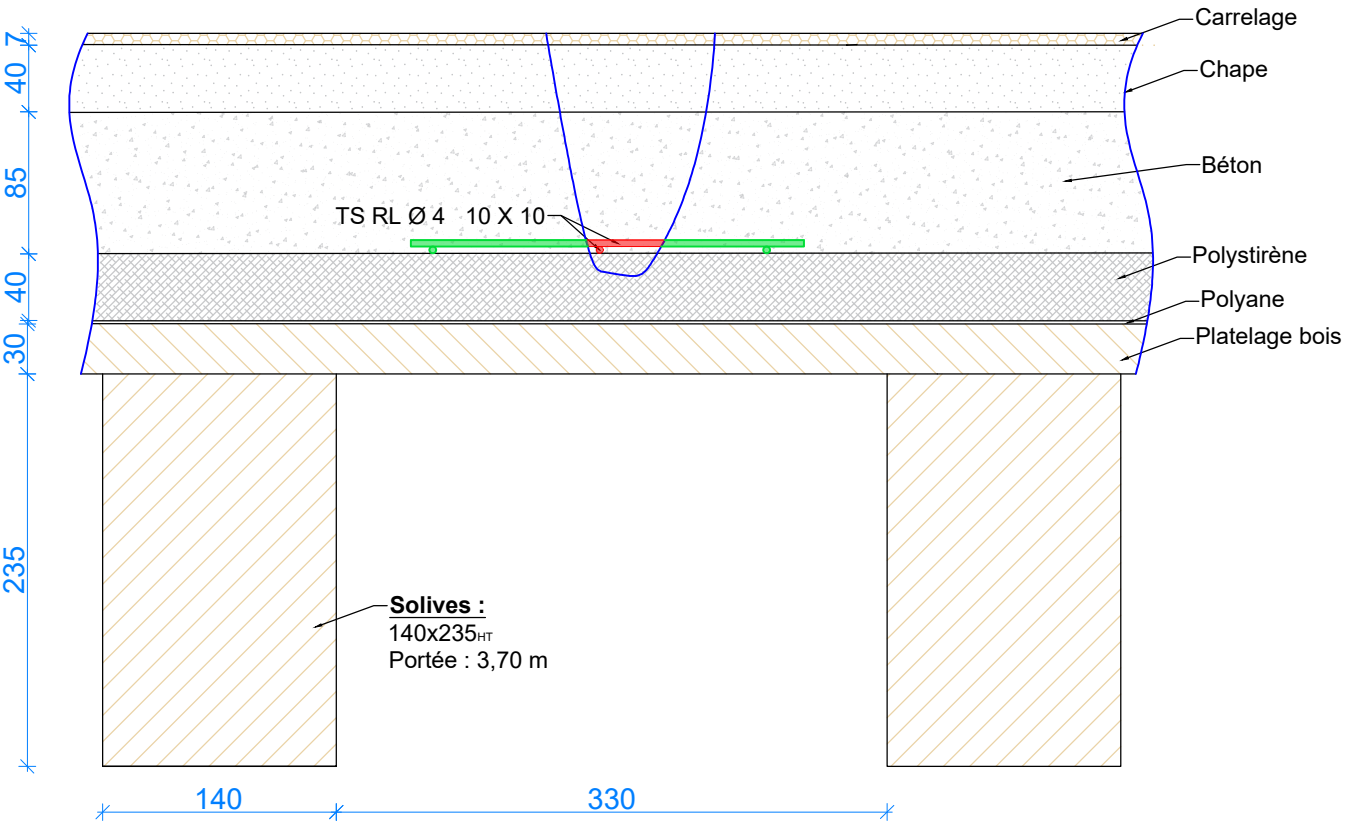 Carrelage
7
40
Chape
85
Béton
TS RL Ø 4 10 X 10
Polystirène
40
Polyane
30
Platelage bois
235
Solives :
140x235HT
Portée : 3,70 m
140
330